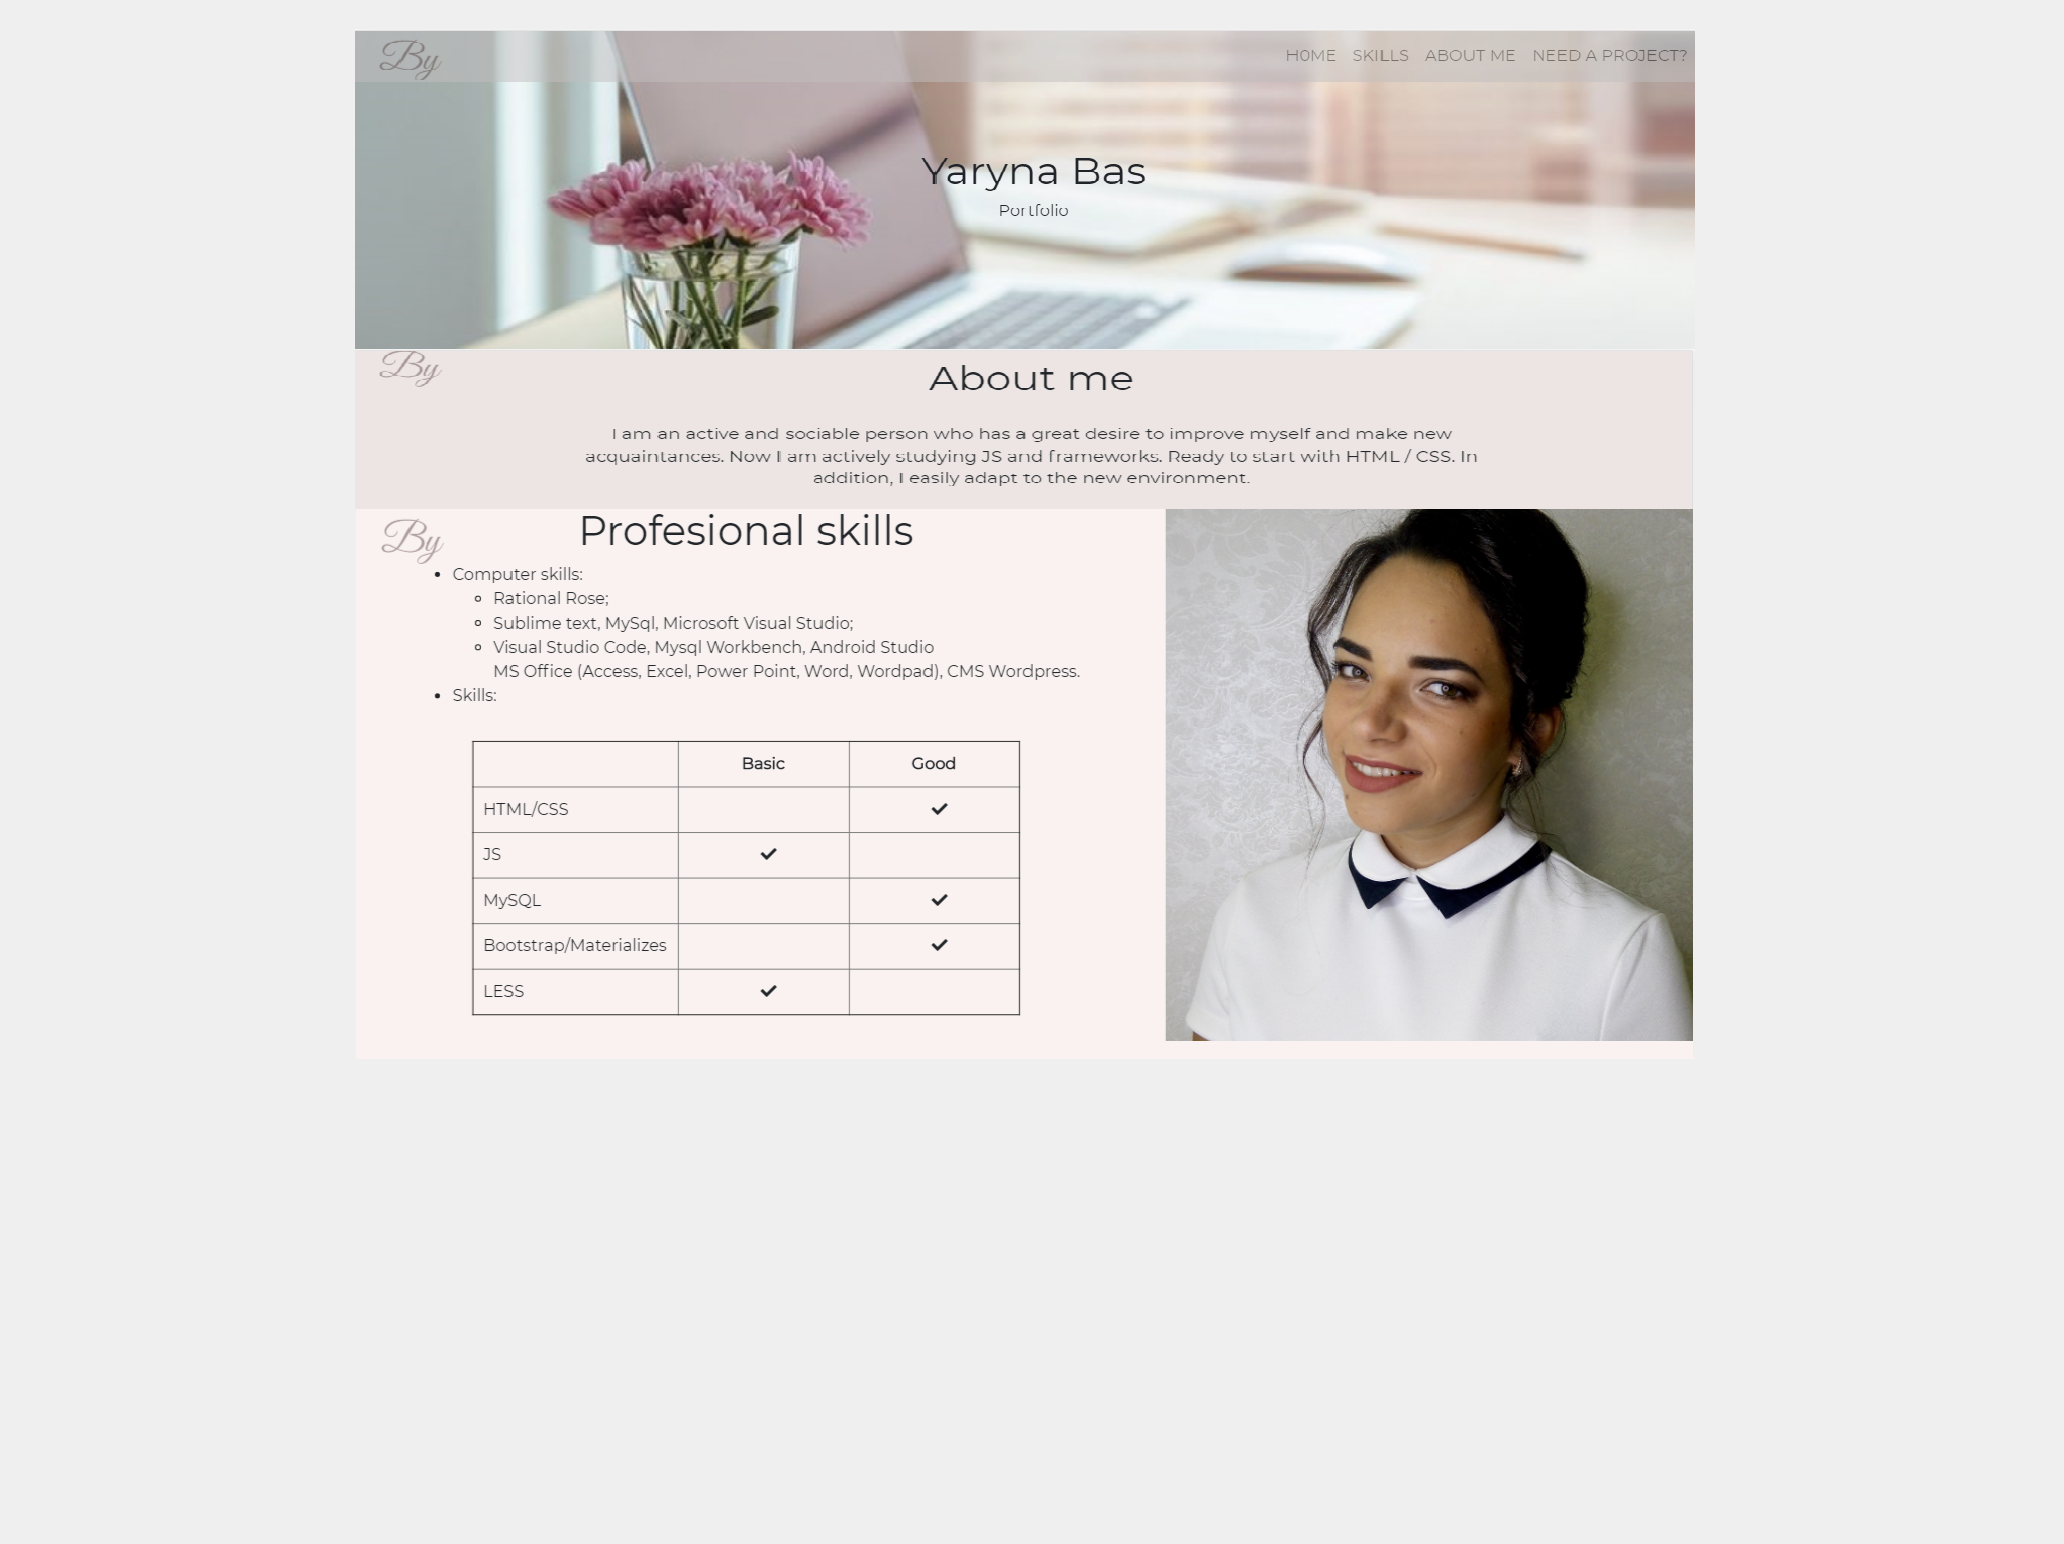 By
H0ME SKILLS ABOUT ME NEED A PROJECT?
Yaryna Bas
Portfolio
By
About me
I am an active and sociable person who has a great desire to improve myself and make new
acquaintances. Now I am actively studying JS and frameworks. Ready to start with HTML / CSS. In
addition, I easily adapt to the new environment.
By
Profesional skills
• Computer skills:
◦ Rational Rose;
◦ Sublime text, MySql, Microsoft Visual Studio;
◦ Visual Studio Code, Mysql Workbench, Android Studio
MS Office (Access, Excel, Power Point, Word, Wordpad), CMS Wordpress.
• Skills:
Basic Good
HTML/CSS ✓
JS ✓
MySQL ✓
Bootstrap/Materializes ✓
LESS ✓